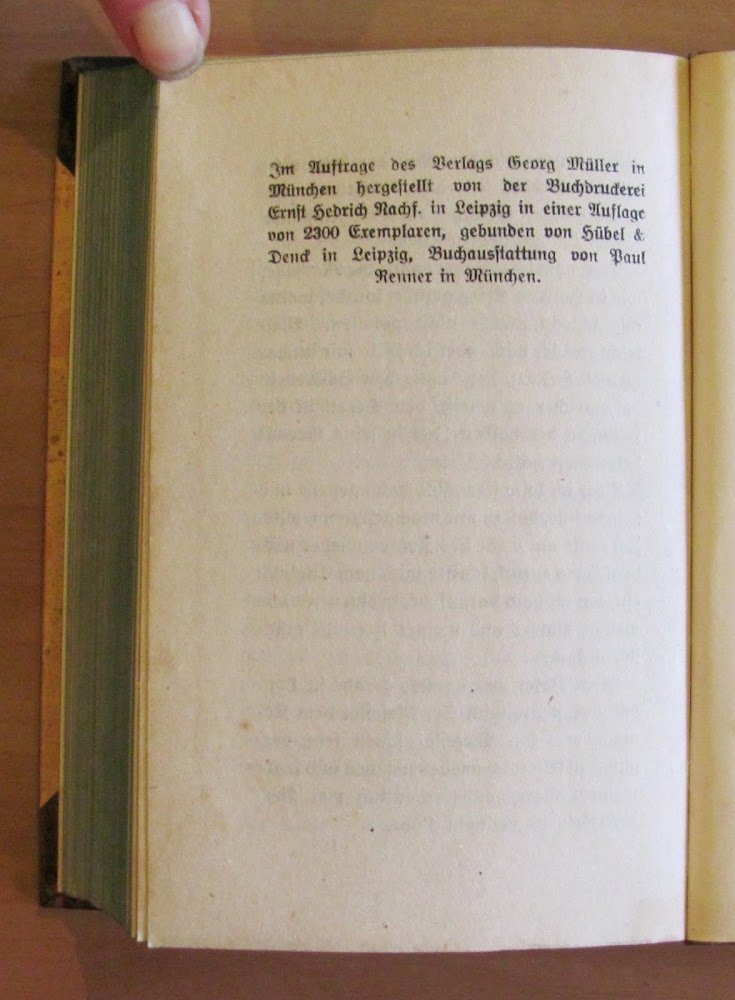 Im Auftrage des Verlags Georg Müller in
München hergestellt von der Buchdruckerei
Ernst Hedrich Nachf. in Leipzig in einer Auflage
von 2300 Exemplaren, gebunden von Hübel &
Denck in Leipzig, Buchausstattung von Paul
Renner in München.